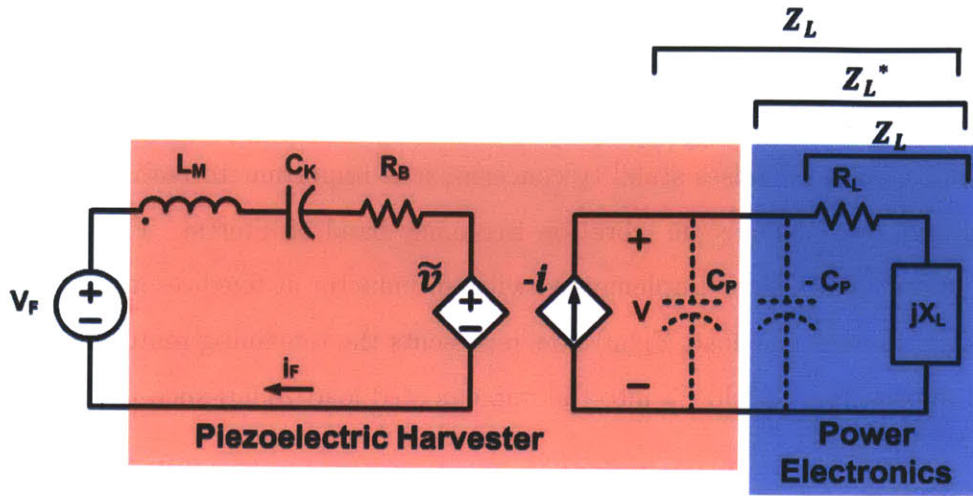 Z_L
Z_L*
Z_L
L_M
C_K
R_B
R_L
V_F
+
−
ṽ
+
−
-i
+
V
−
C_P
- C_P
jX_L
i_F
Piezoelectric Harvester
Power
Electronics